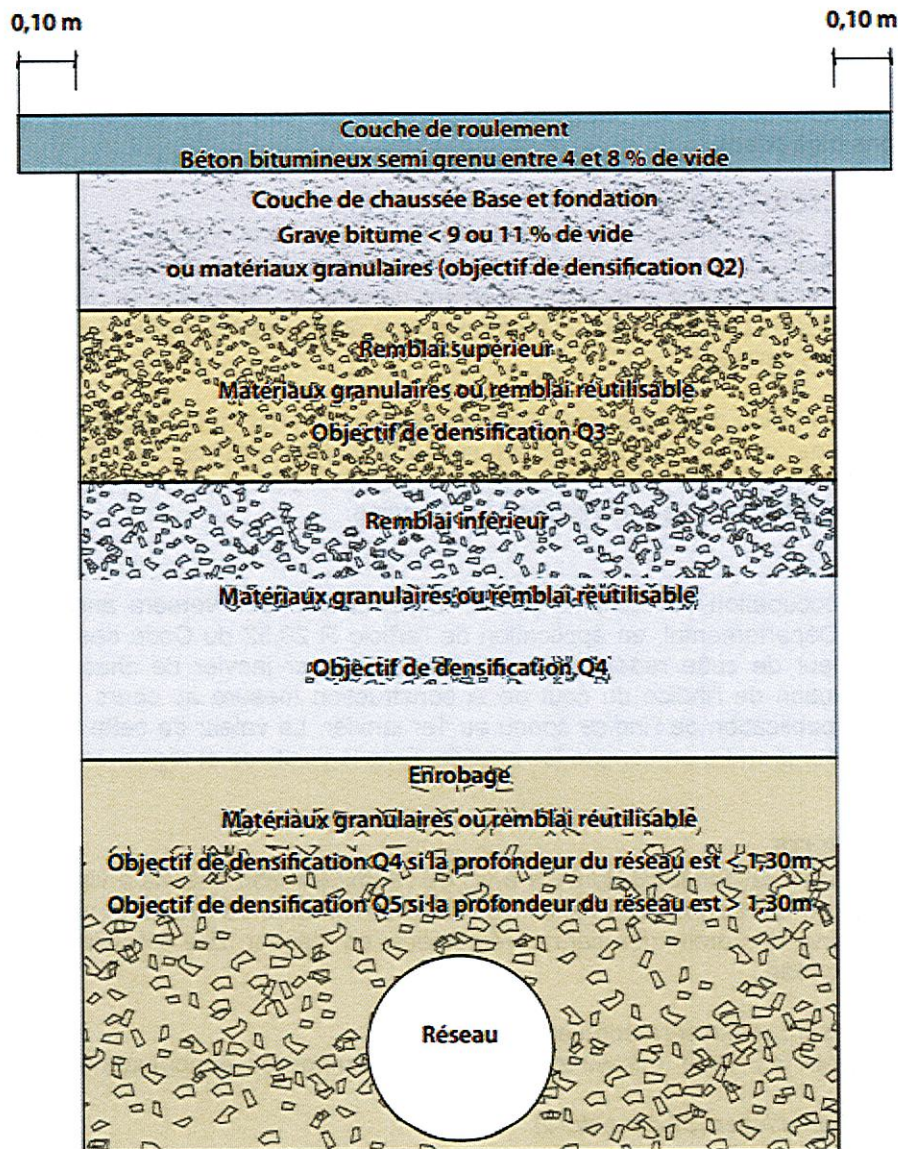 0,10 m
0,10 m
Couche de roulement
Béton bitumineux semi grenu entre 4 et 8 % de vide
Couche de chaussée Base et fondation
Grave bitume < 9 ou 11 % de vide
ou matériaux granulaires (objectif de densification Q2)
Remblai supérieur
Matériaux granulaires ou remblai réutilisable
Objectif de densification Q3
Remblai inférieur
Matériaux granulaires ou remblai réutilisable
Objectif de densification Q4
Enrobage
Matériaux granulaires ou remblai réutilisable
Objectif de densification Q4 si la profondeur du réseau est < 1,30m
Objectif de densification Q5 si la profondeur du réseau est > 1,30m
Réseau